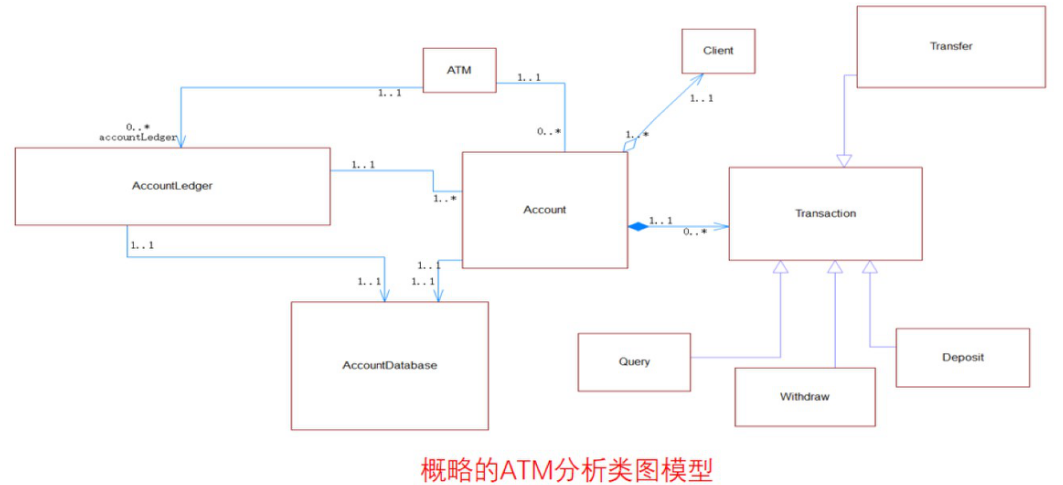 Transfer
Client
ATM
1..1
1..1
1..1
0..*
accountLedger
0..*
1..*
AccountLedger
1..1
1..*
Account
Transaction
1..1
0..*
1..1
1..1
1..1
1..1
AccountDatabase
Query
Withdraw
Deposit
概略的ATM分析类图模型